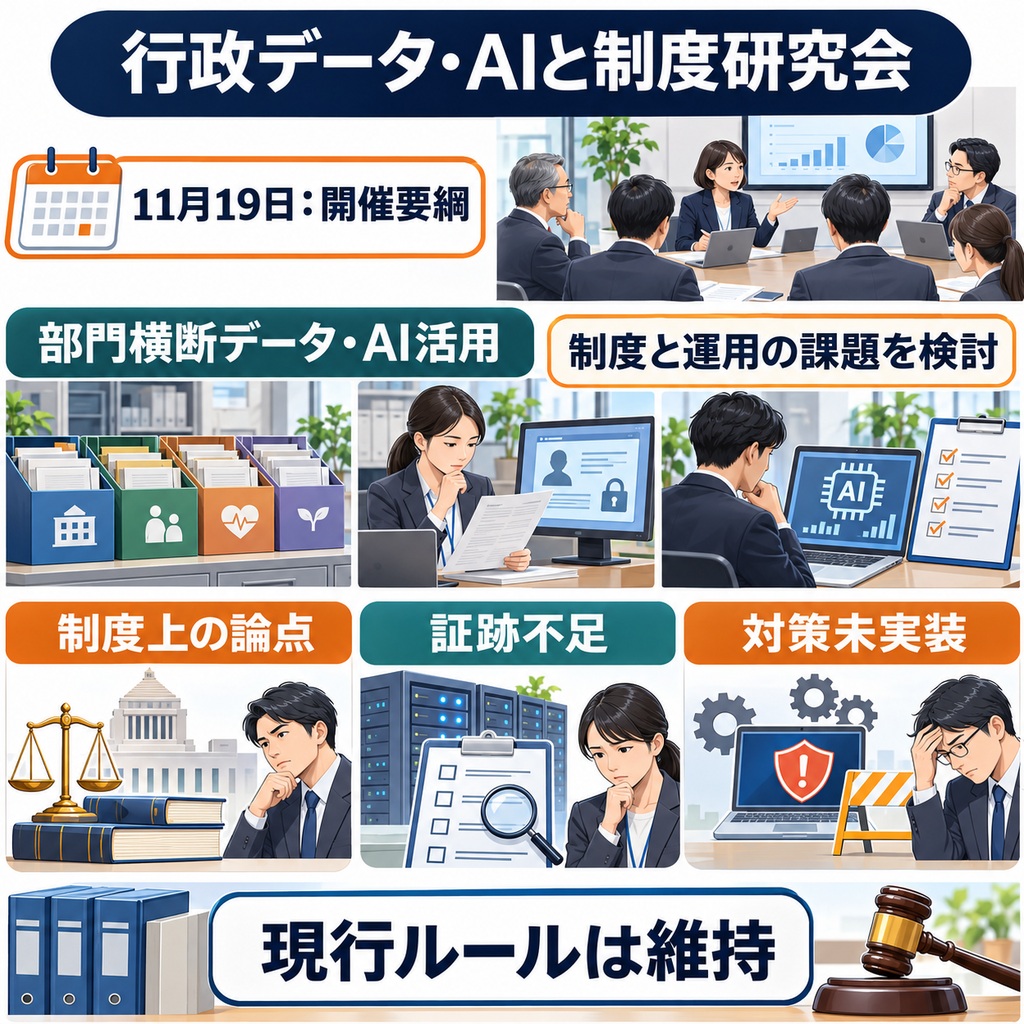 行政データ・AIと制度研究会
11月19日：開催要綱
部門横断データ・AI活用
制度と運用の課題を検討
AI
制度上の論点
証跡不足
対策未実装
現行ルールは維持